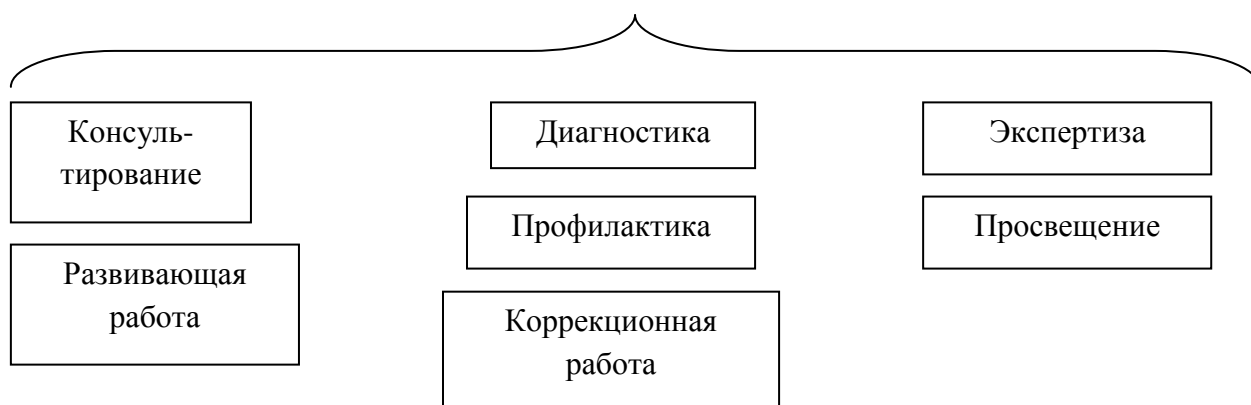 Консуль-
тирование
Развивающая
работа
Диагностика
Профилактика
Коррекционная
работа
Экспертиза
Просвещение